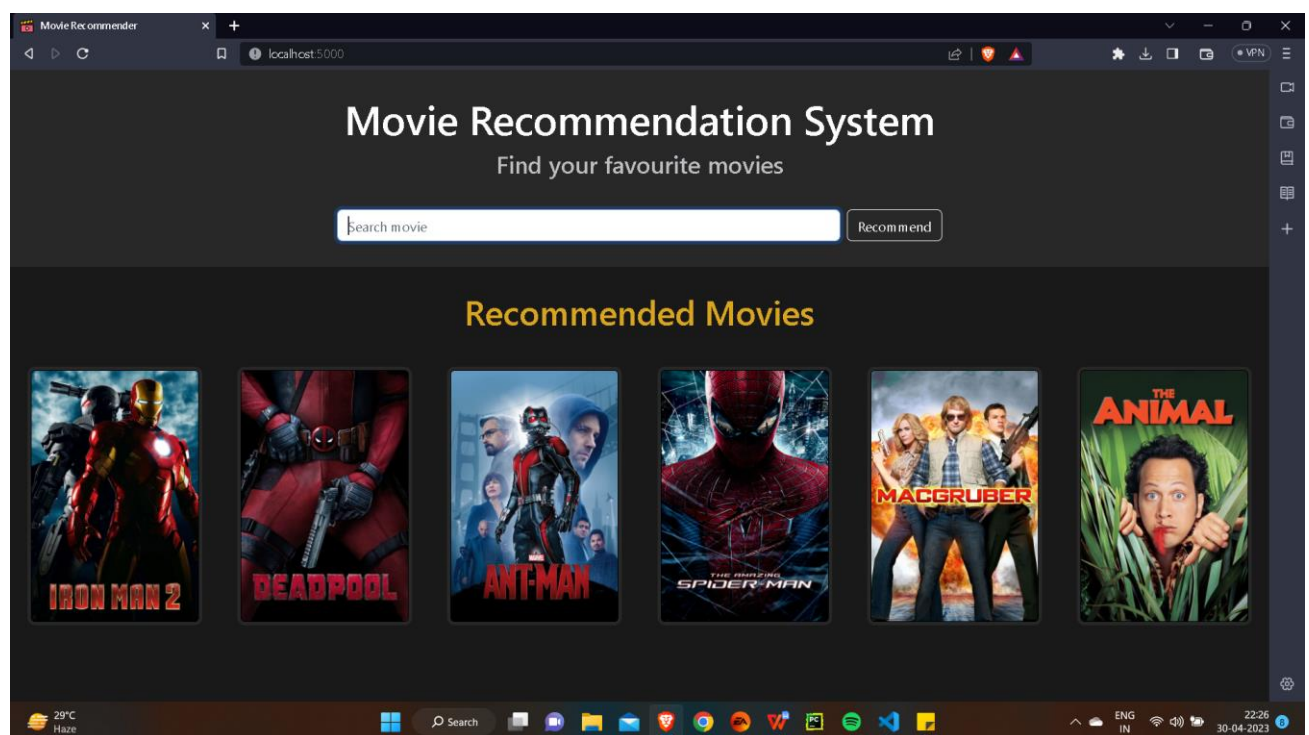 Movie Recommender
localhost:5000
VPN
Movie Recommendation System
Find your favourite movies
Search movie
Recommend
Recommended Movies
IRON MAN 2
DEADPOOL
MARVEL
ANT-MAN
THE AMAZING
SPIDER-MAN
MACGRUBER
THE
ANIMAL
29°C
Haze
Search
ENG
IN
22:26
30-04-2023
8